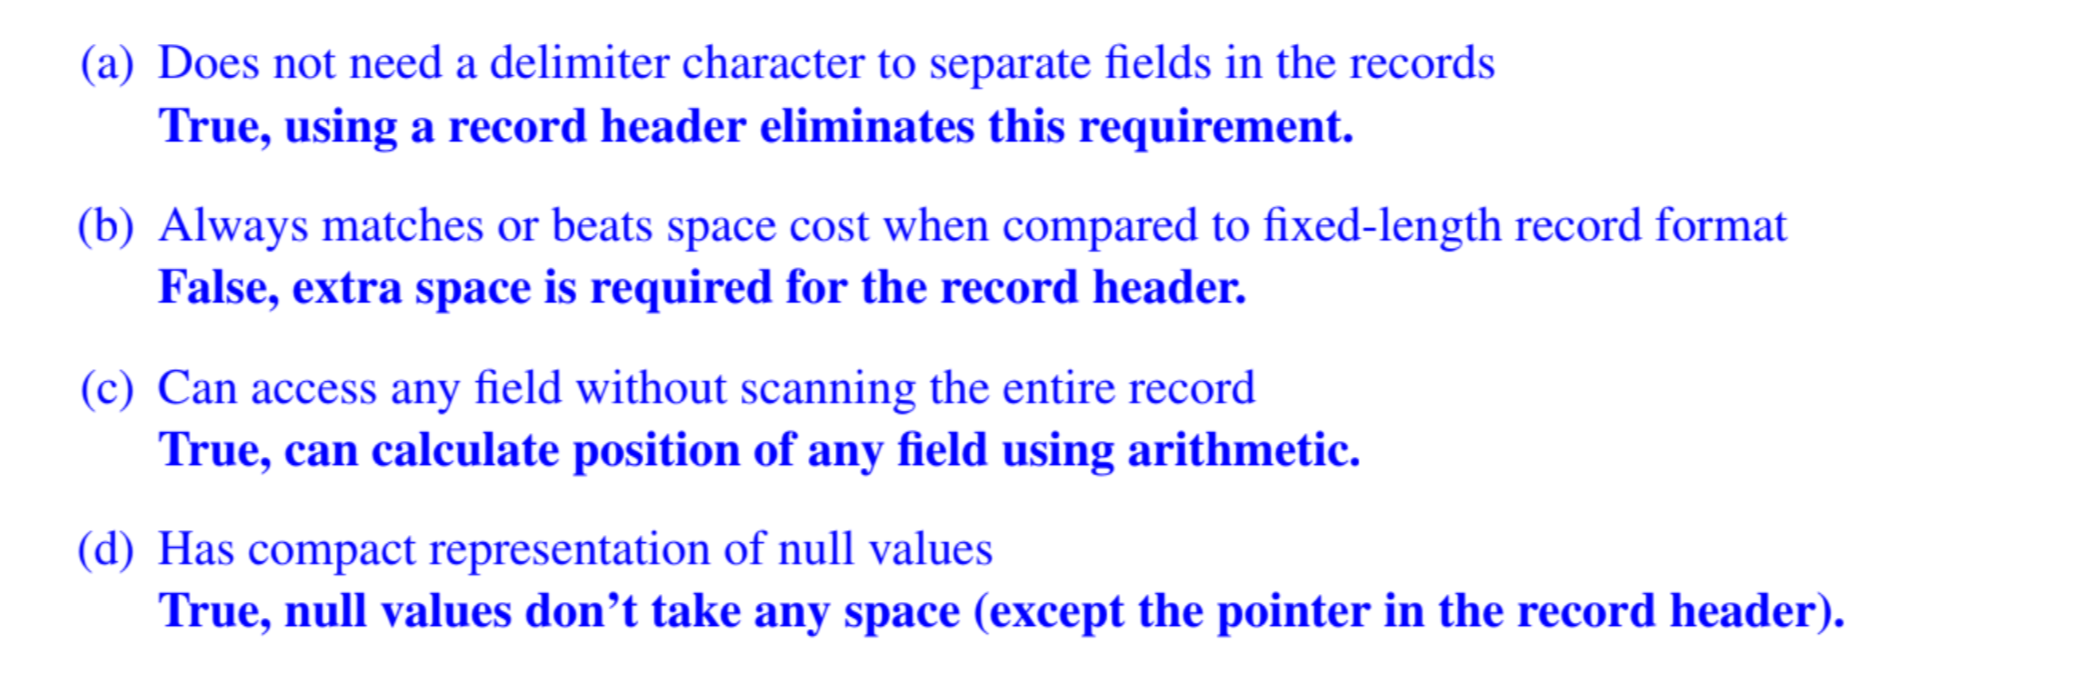 (a) Does not need a delimiter character to separate fields in the records
True, using a record header eliminates this requirement.
(b) Always matches or beats space cost when compared to fixed-length record format
False, extra space is required for the record header.
(c) Can access any field without scanning the entire record
True, can calculate position of any field using arithmetic.
(d) Has compact representation of null values
True, null values don’t take any space (except the pointer in the record header).